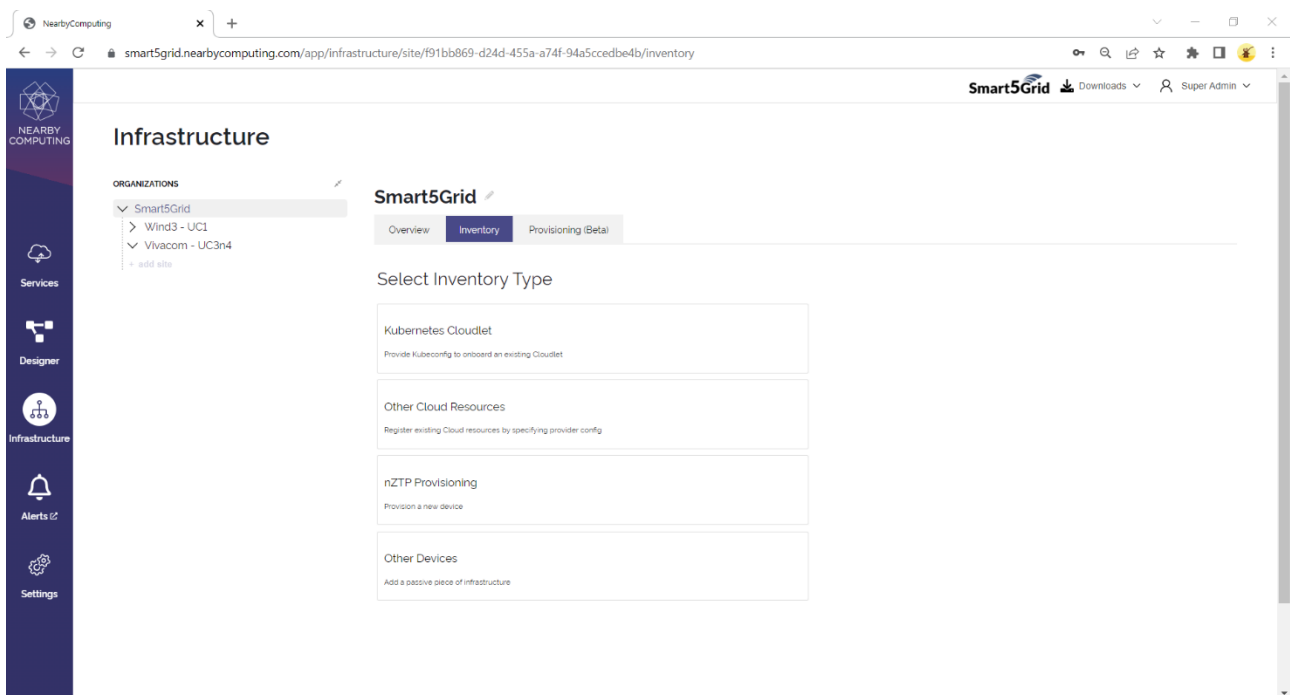 NearbyComputing
smart5grid.nearbycomputing.com/app/infrastructure/site/f91bb869-d24d-455a-a74f-94a5ccedbe4b/inventory
Smart5Grid Downloads Super Admin
NEARBY
COMPUTING
Services
Designer
Infrastructure
Alerts
Settings
Infrastructure
ORGANIZATIONS
Smart5Grid
Wind3 - UC1
Vivacom - UC3n4
+ add site
Smart5Grid
Overview Inventory Provisioning (Beta)
Select Inventory Type
Kubernetes Cloudlet
Provide Kubeconfig to onboard an existing Cloudlet
Other Cloud Resources
Register existing Cloud resources by specifying provider config
nZTP Provisioning
Provision a new device
Other Devices
Add a passive piece of infrastructure